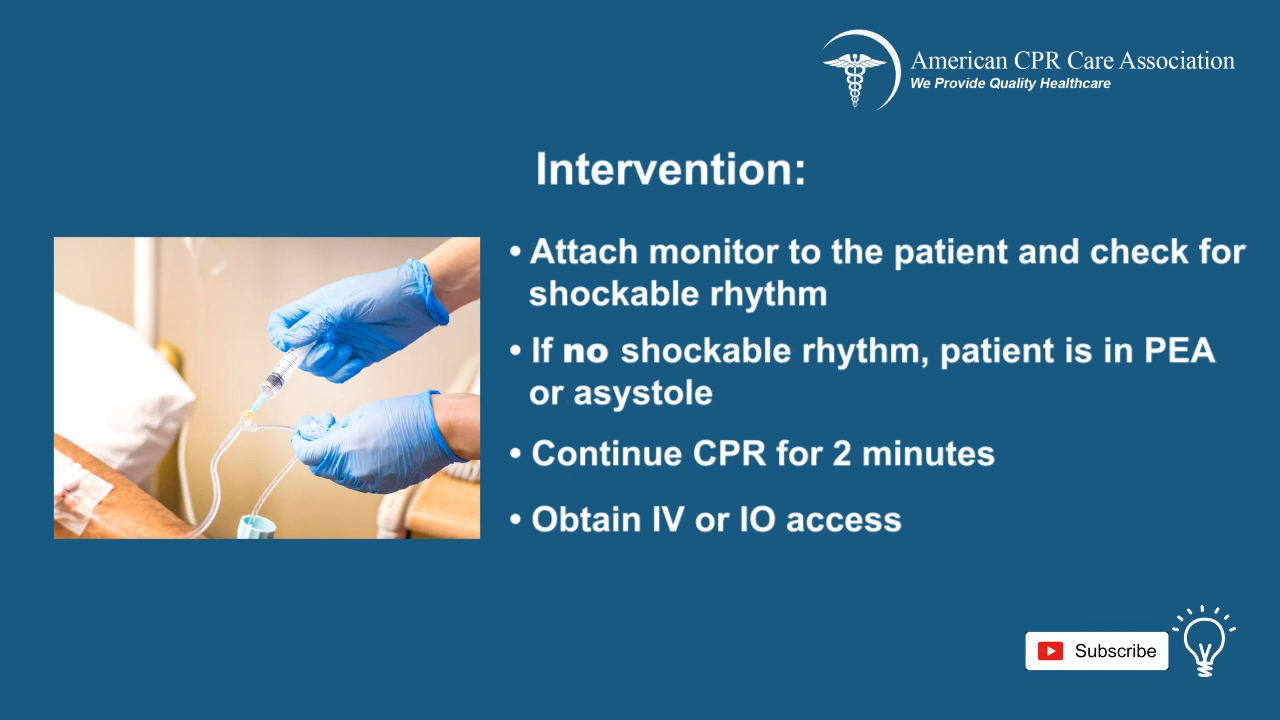 American CPR Care Association
We Provide Quality Healthcare
Intervention:
• Attach monitor to the patient and check for
shockable rhythm
• If no shockable rhythm, patient is in PEA
or asystole
• Continue CPR for 2 minutes
• Obtain IV or IO access
Subscribe